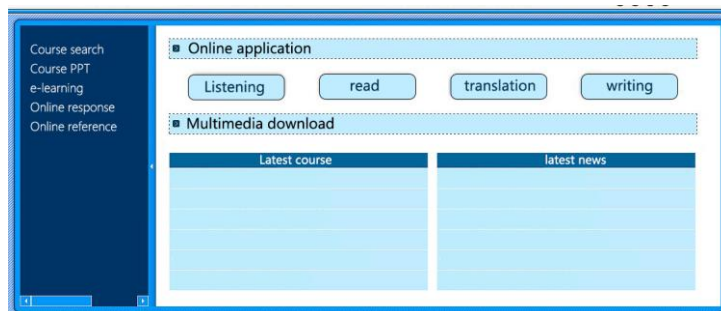 Course search
Course PPT
e-learning
Online response
Online reference
Online application
Listening
read
translation
writing
Multimedia download
Latest course
latest news